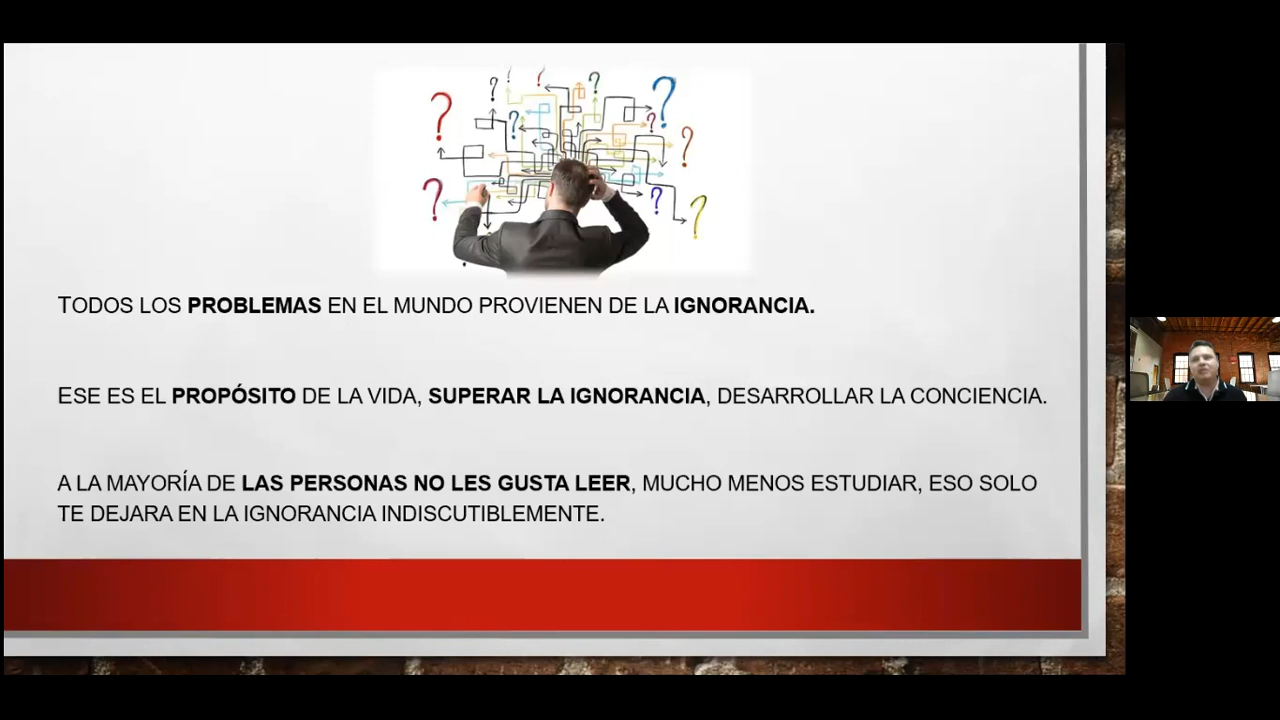 TODOS LOS PROBLEMAS EN EL MUNDO PROVIENEN DE LA IGNORANCIA.
ESE ES EL PROPÓSITO DE LA VIDA, SUPERAR LA IGNORANCIA, DESARROLLAR LA CONCIENCIA.
A LA MAYORÍA DE LAS PERSONAS NO LES GUSTA LEER, MUCHO MENOS ESTUDIAR, ESO SOLO
TE DEJARA EN LA IGNORANCIA INDISCUTIBLEMENTE.